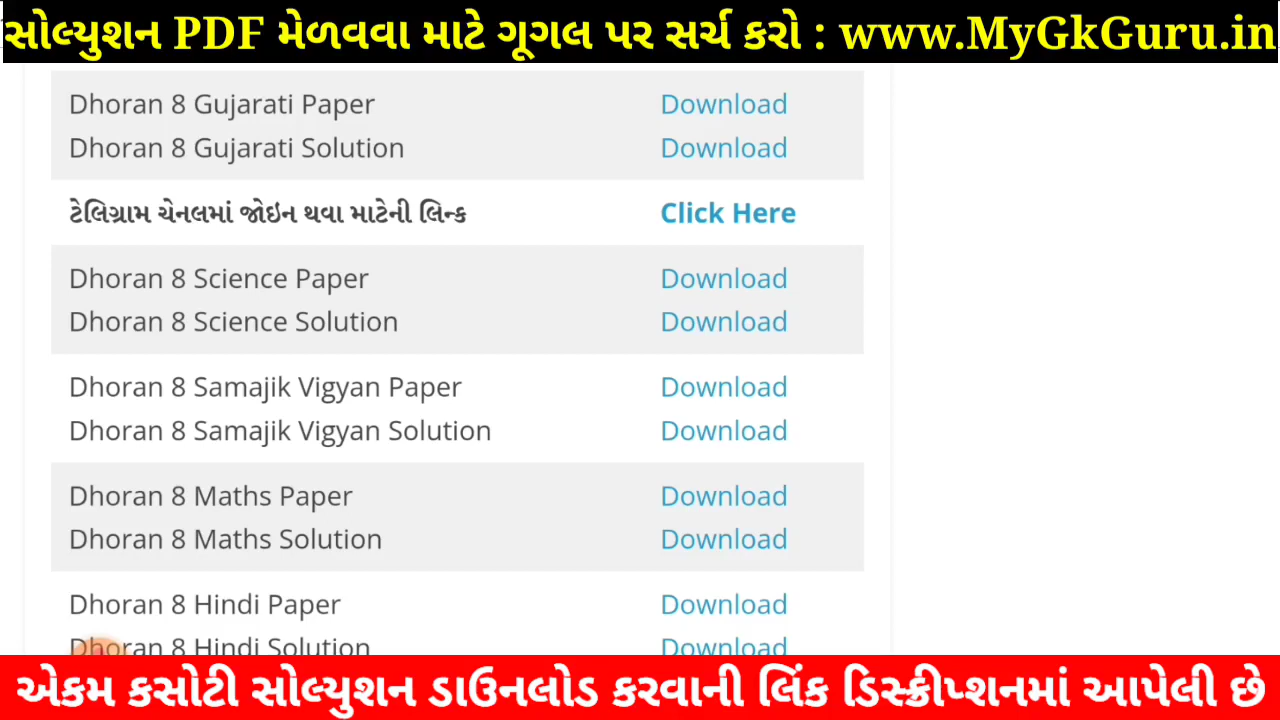 સોલ્યુશન PDF મેળવવા માટે ગૂગલ પર સર્ચ કરો : www.MyGkGuru.in
Dhoran 8 Gujarati Paper Download
Dhoran 8 Gujarati Solution Download
ટેલિગ્રામ ચેનલમાં જોઇન થવા માટેની લિન્ક Click Here
Dhoran 8 Science Paper Download
Dhoran 8 Science Solution Download
Dhoran 8 Samajik Vigyan Paper Download
Dhoran 8 Samajik Vigyan Solution Download
Dhoran 8 Maths Paper Download
Dhoran 8 Maths Solution Download
Dhoran 8 Hindi Paper Download
Dhoran 8 Hindi Solution Download
એકમ કસોટી સોલ્યુશન ડાઉનલોડ કરવાની લિંક ડિસ્ક્રીપ્શનમાં આપેલી છે